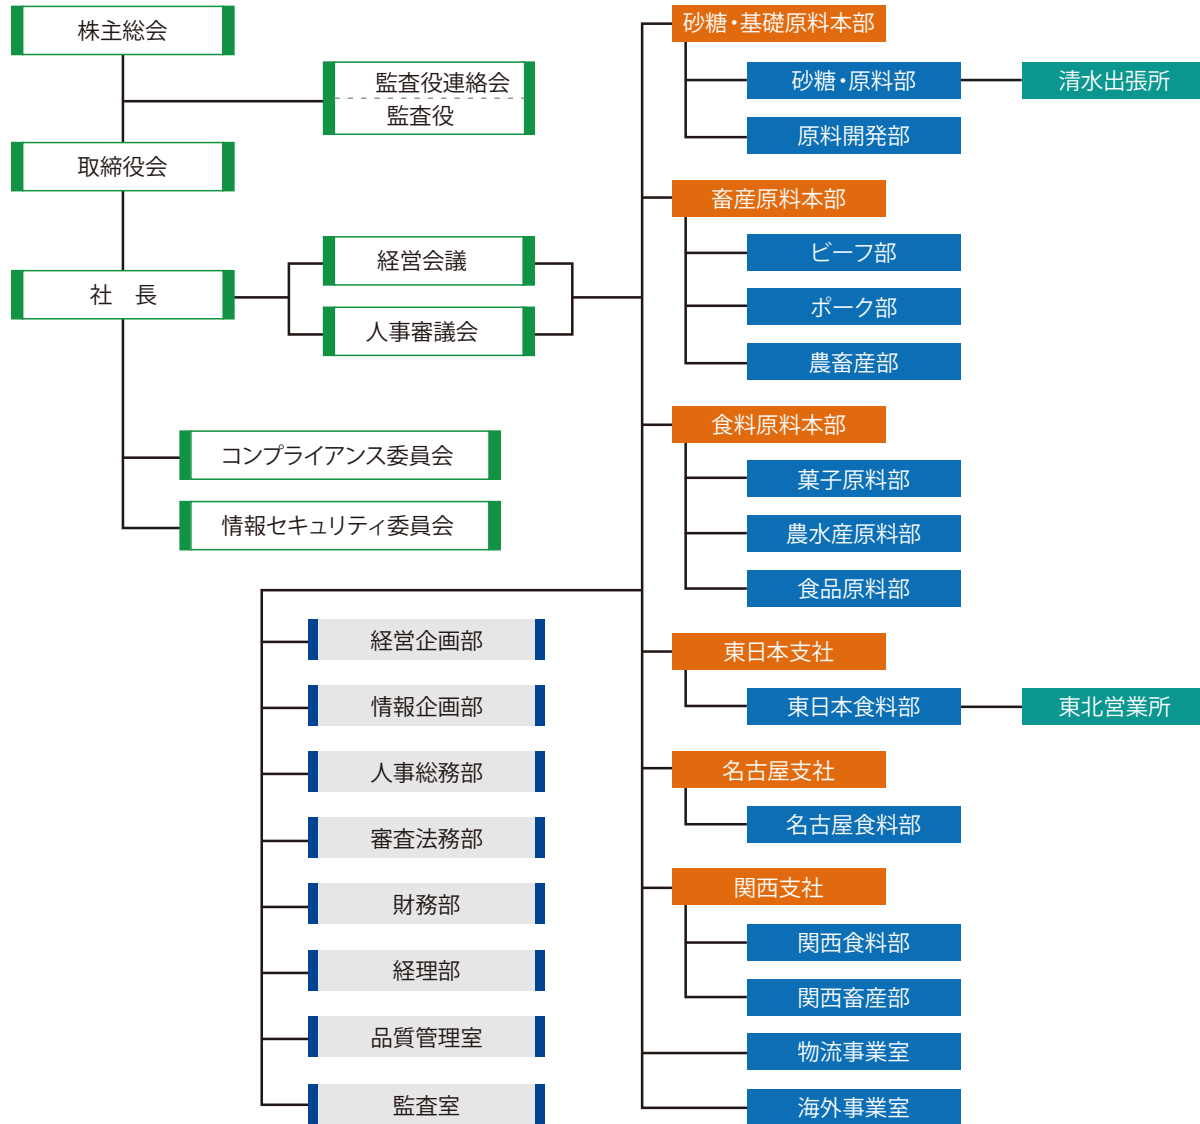 株主総会
監査役連絡会
監査役
取締役会
社　長
経営会議
人事審議会
コンプライアンス委員会
情報セキュリティ委員会
経営企画部
情報企画部
人事総務部
審査法務部
財務部
経理部
品質管理室
監査室
砂糖・基礎原料本部
砂糖・原料部
清水出張所
原料開発部
畜産原料本部
ビーフ部
ポーク部
農畜産部
食料原料本部
菓子原料部
農水産原料部
食品原料部
東日本支社
東日本食料部
東北営業所
名古屋支社
名古屋食料部
関西支社
関西食料部
関西畜産部
物流事業室
海外事業室